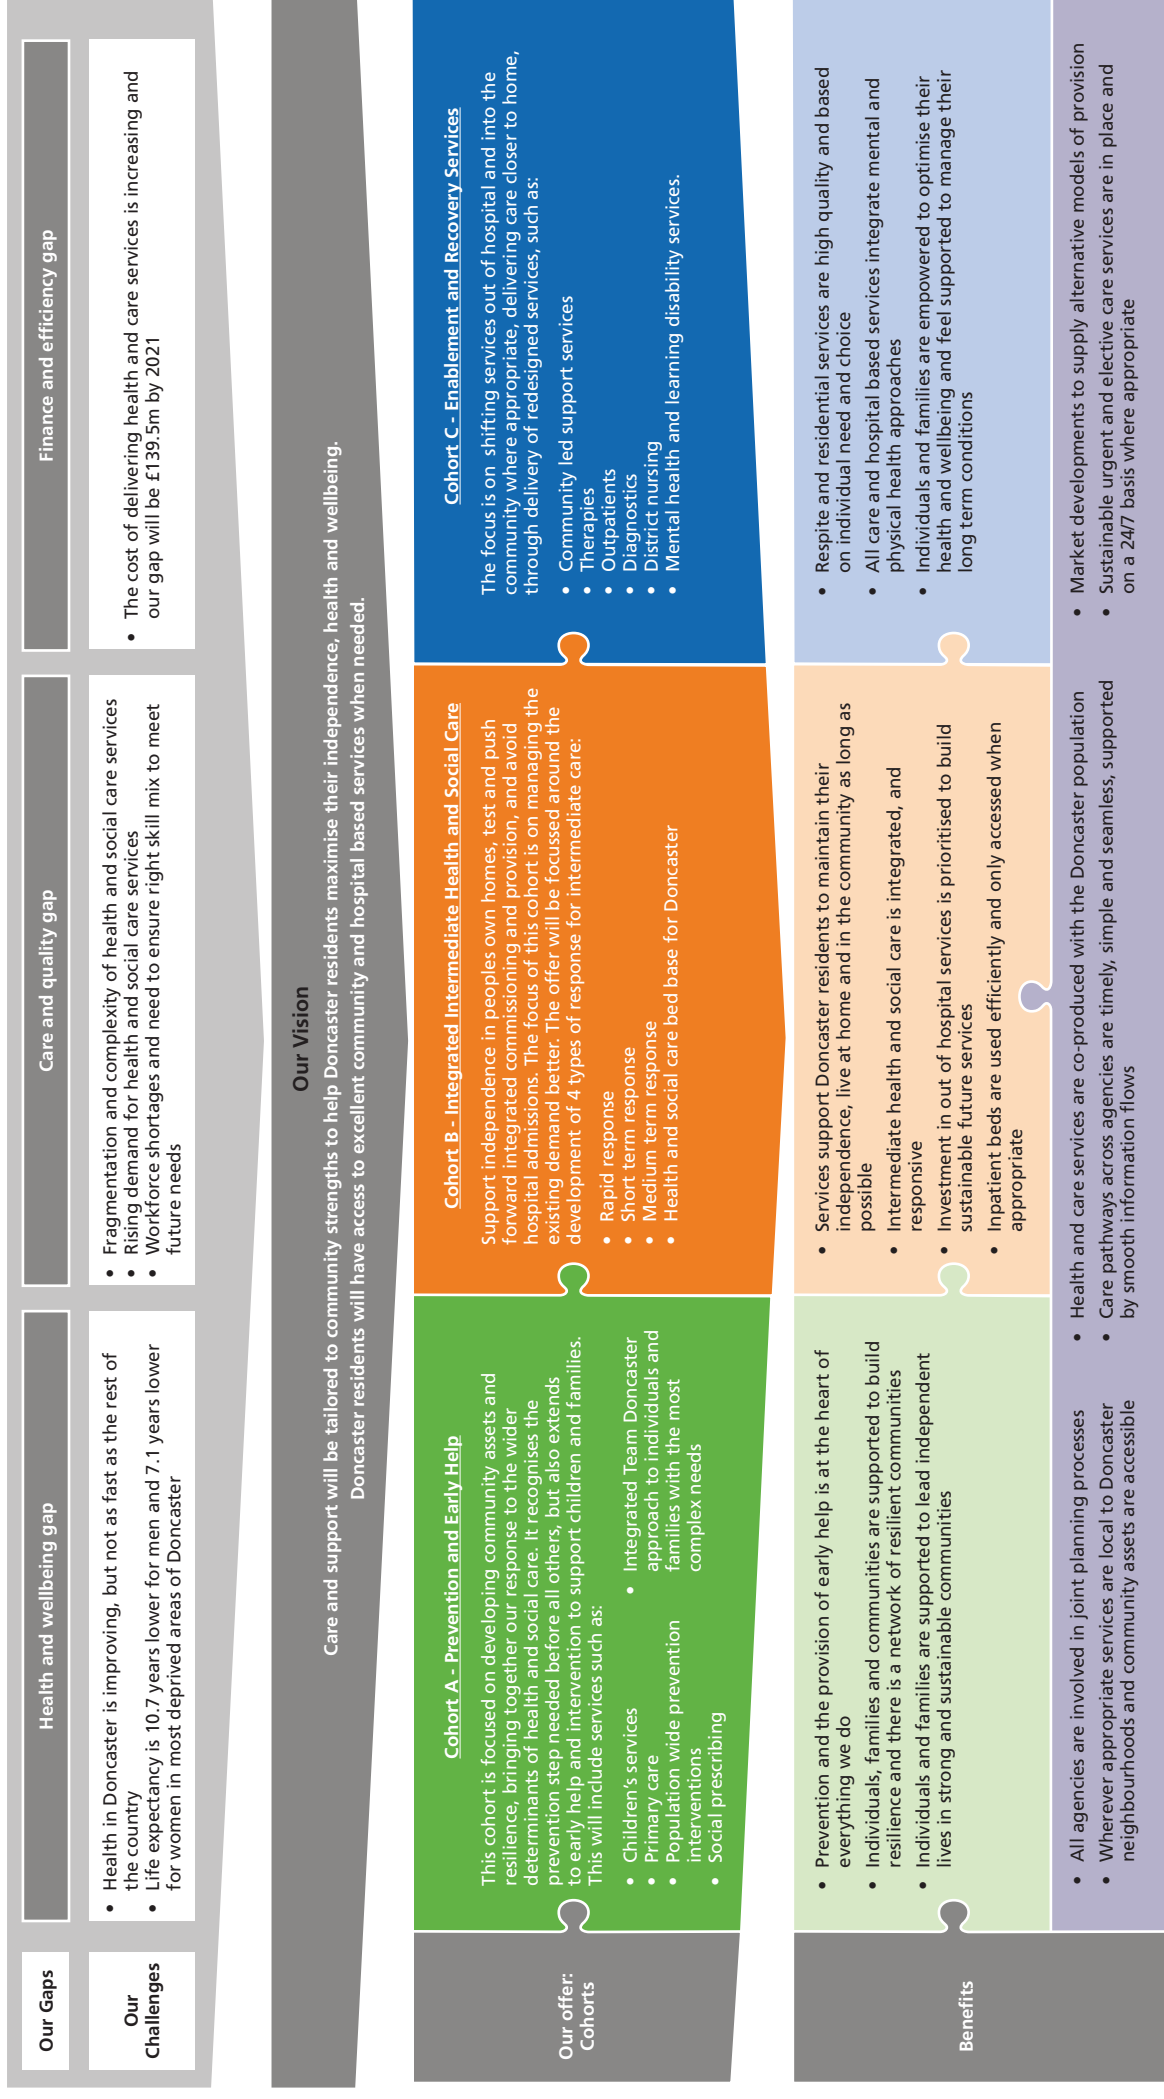 Our Gaps
Health and wellbeing gap
Care and quality gap
Finance and efficiency gap
Our
Challenges
• Health in Doncaster is improving, but not as fast as the rest of
the country
• Life expectancy is 10.7 years lower for men and 7.1 years lower
for women in most deprived areas of Doncaster
• Fragmentation and complexity of health and social care services
• Rising demand for health and social care services
• Workforce shortages and need to ensure right skill mix to meet
future needs
• The cost of delivering health and care services is increasing and
our gap will be £139.5m by 2021
Our Vision
Care and support will be tailored to community strengths to help Doncaster residents maximise their independence, health and wellbeing.
Doncaster residents will have access to excellent community and hospital based services when needed.
Our offer:
Cohorts
Cohort A - Prevention and Early Help
This cohort is focused on developing community assets and
resilience, bringing together our response to the wider
determinants of health and social care. It recognises the
prevention step needed before all others, but also extends
to early help and intervention to support children and families.
This will include services such as:
• Children's services
• Primary care
• Population wide prevention
interventions
• Social prescribing
• Integrated Team Doncaster
approach to individuals and
families with the most
complex needs
Cohort B - Integrated Intermediate Health and Social Care
Support independence in peoples own homes, test and push
forward integrated commissioning and provision, and avoid
hospital admissions. The focus of this cohort is on managing the
existing demand better. The offer will be focussed around the
development of 4 types of response for intermediate care:
• Rapid response
• Short term response
• Medium term response
• Health and social care bed base for Doncaster
Cohort C - Enablement and Recovery Services
The focus is on shifting services out of hospital and into the
community where appropriate, delivering care closer to home,
through delivery of redesigned services, such as:
• Community led support services
• Therapies
• Outpatients
• Diagnostics
• District nursing
• Mental health and learning disability services.
Benefits
• Prevention and the provision of early help is at the heart of
everything we do
• Individuals, families and communities are supported to build
resilience and there is a network of resilient communities
• Individuals and families are supported to lead independent
lives in strong and sustainable communities
• Services support Doncaster residents to maintain their
independence, live at home and in the community as long as
possible
• Intermediate health and social care is integrated, and
responsive
• Investment in out of hospital services is prioritised to build
sustainable future services
• Inpatient beds are used efficiently and only accessed when
appropriate
• Respite and residential services are high quality and based
on individual need and choice
• All care and hospital based services integrate mental and
physical health approaches
• Individuals and families are empowered to optimise their
health and wellbeing and feel supported to manage their
long term conditions
• All agencies are involved in joint planning processes
• Wherever appropriate services are local to Doncaster
neighbourhoods and community assets are accessible
• Health and care services are co-produced with the Doncaster population
• Care pathways across agencies are timely, simple and seamless, supported
by smooth information flows
• Market developments to supply alternative models of provision
• Sustainable urgent and elective care services are in place and
on a 24/7 basis where appropriate